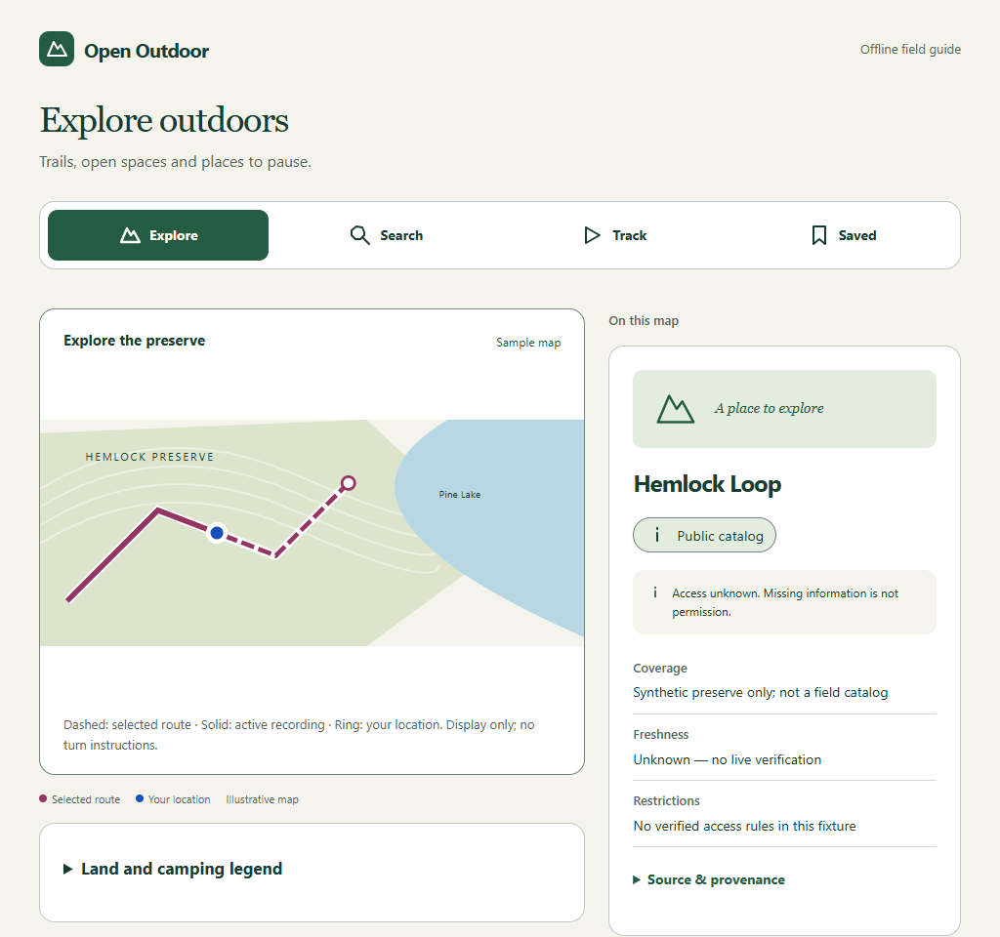 Open Outdoor
Offline field guide
Explore outdoors
Trails, open spaces and places to pause.
Explore
Search
Track
Saved
Explore the preserve
Sample map
HEMLOCK PRESERVE
Pine Lake
Dashed: selected route · Solid: active recording · Ring: your location. Display only; no
turn instructions.
Selected route
Your location
Illustrative map
Land and camping legend
On this map
A place to explore
Hemlock Loop
Public catalog
Access unknown. Missing information is not
permission.
Coverage
Synthetic preserve only; not a field catalog
Freshness
Unknown — no live verification
Restrictions
No verified access rules in this fixture
Source & provenance